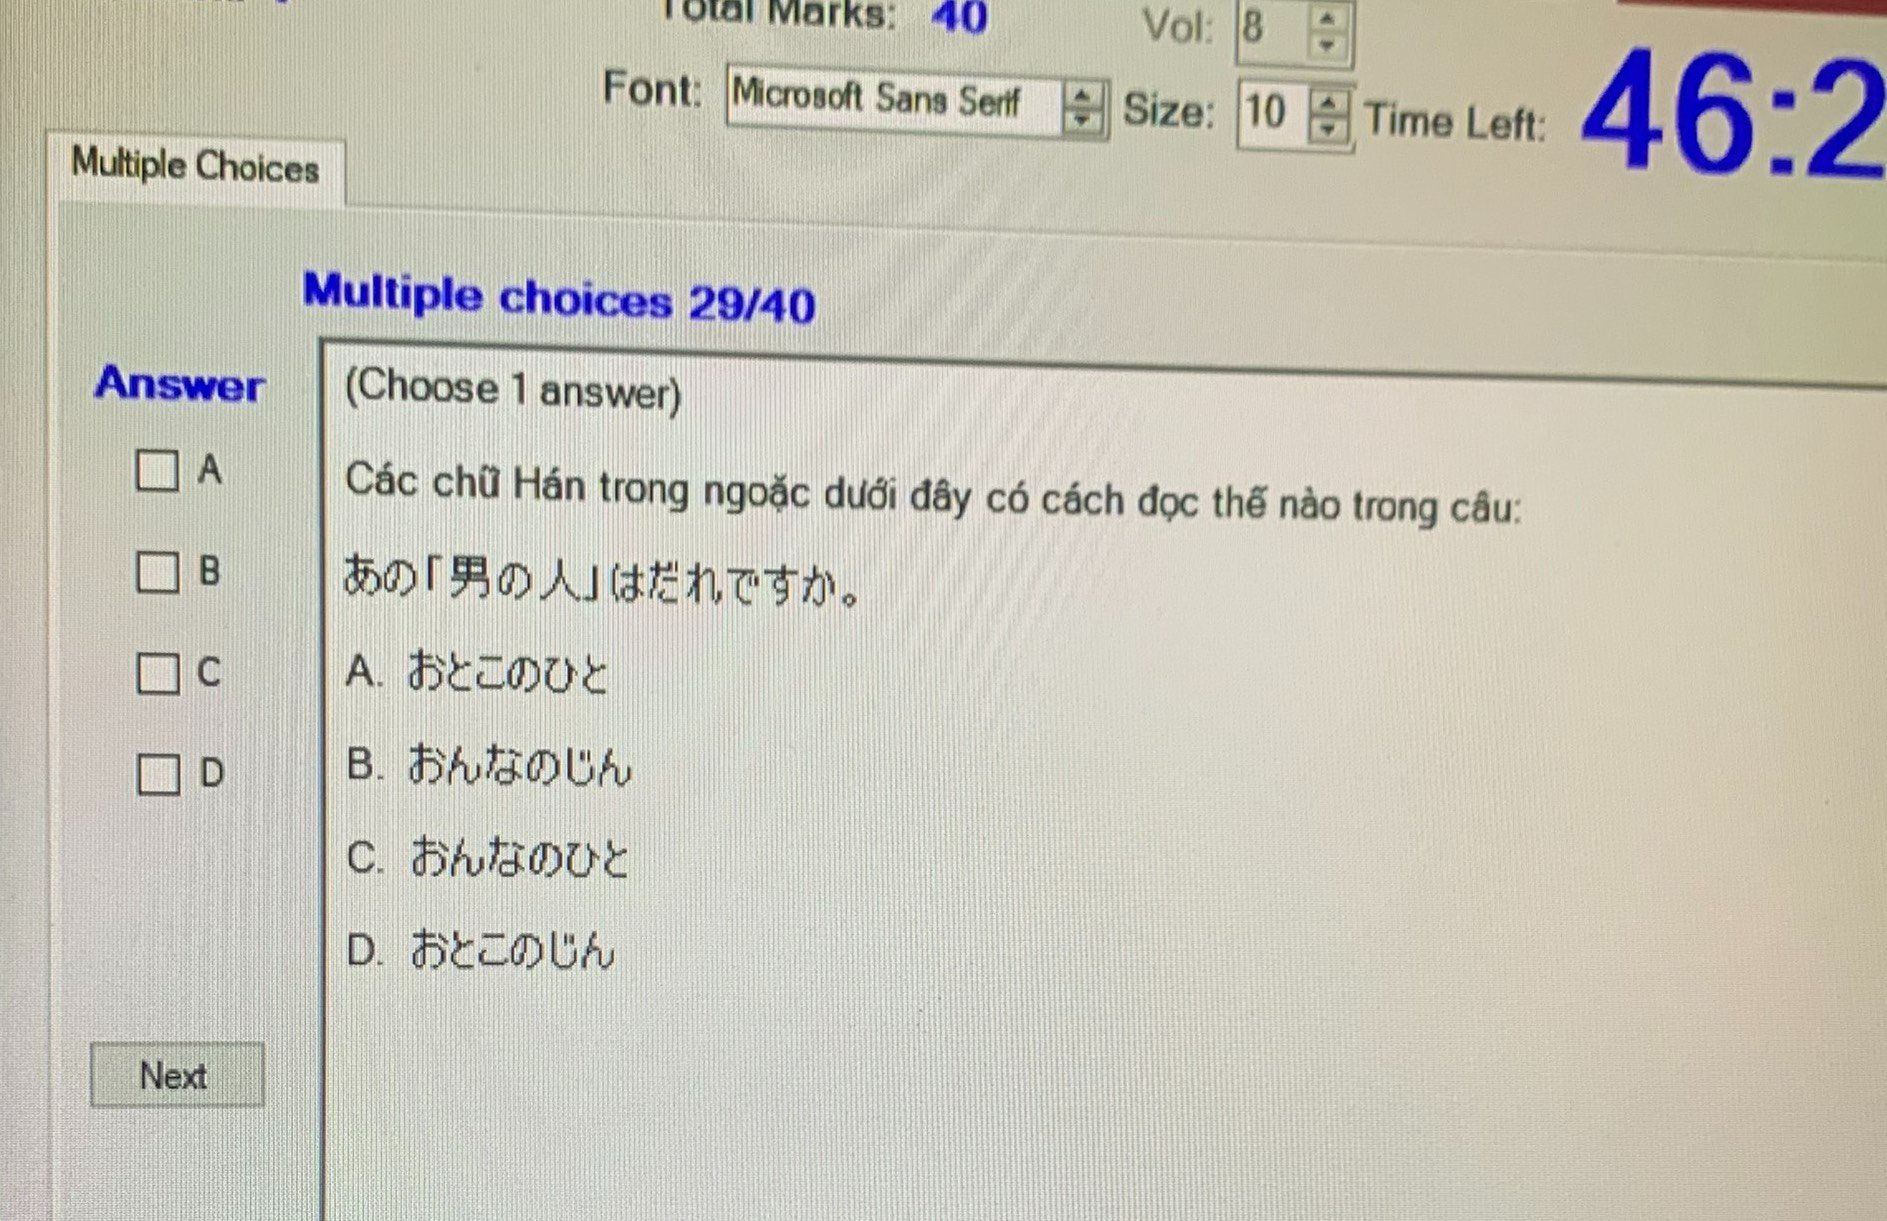 Total Marks: 40
Vol: 8
Font: Microsoft Sans Serif Size: 10 Time Left: 46:2
Multiple Choices
Multiple choices 29/40
Answer
(Choose 1 answer)
A
Các chữ Hán trong ngoặc dưới đây có cách đọc thế nào trong câu:
B
あの「男の人」はだれですか。
C
A. おとこのひと
D
B. おんなのじん
C. おんなのひと
D. おとこのじん
Next